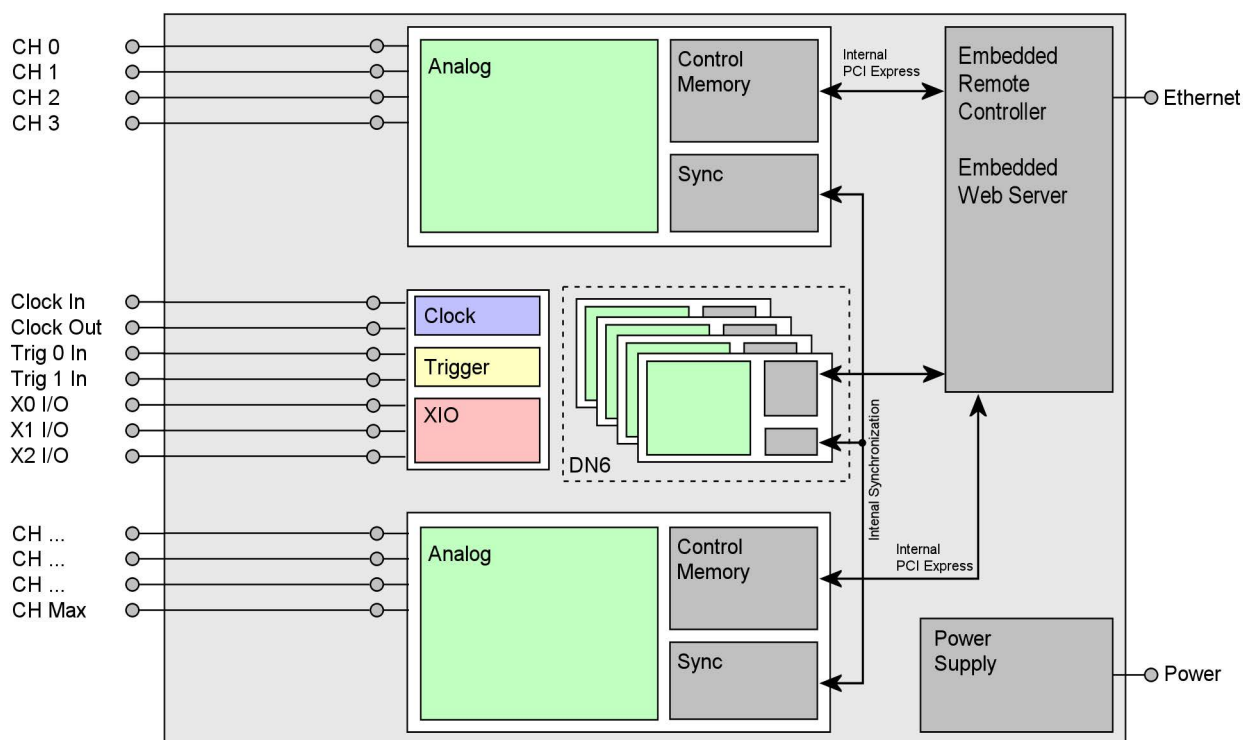 CH 0
CH 1
CH 2
CH 3
Analog
Control
Memory
Sync
Internal
PCI Express
Embedded
Remote
Controller
Embedded
Web Server
Ethernet
Clock In
Clock Out
Trig 0 In
Trig 1 In
X0 I/O
X1 I/O
X2 I/O
Clock
Trigger
XIO
DN6
Intenal Synchronization
CH ...
CH ...
CH ...
CH Max
Analog
Control
Memory
Sync
Internal
PCI Express
Power
Supply
Power